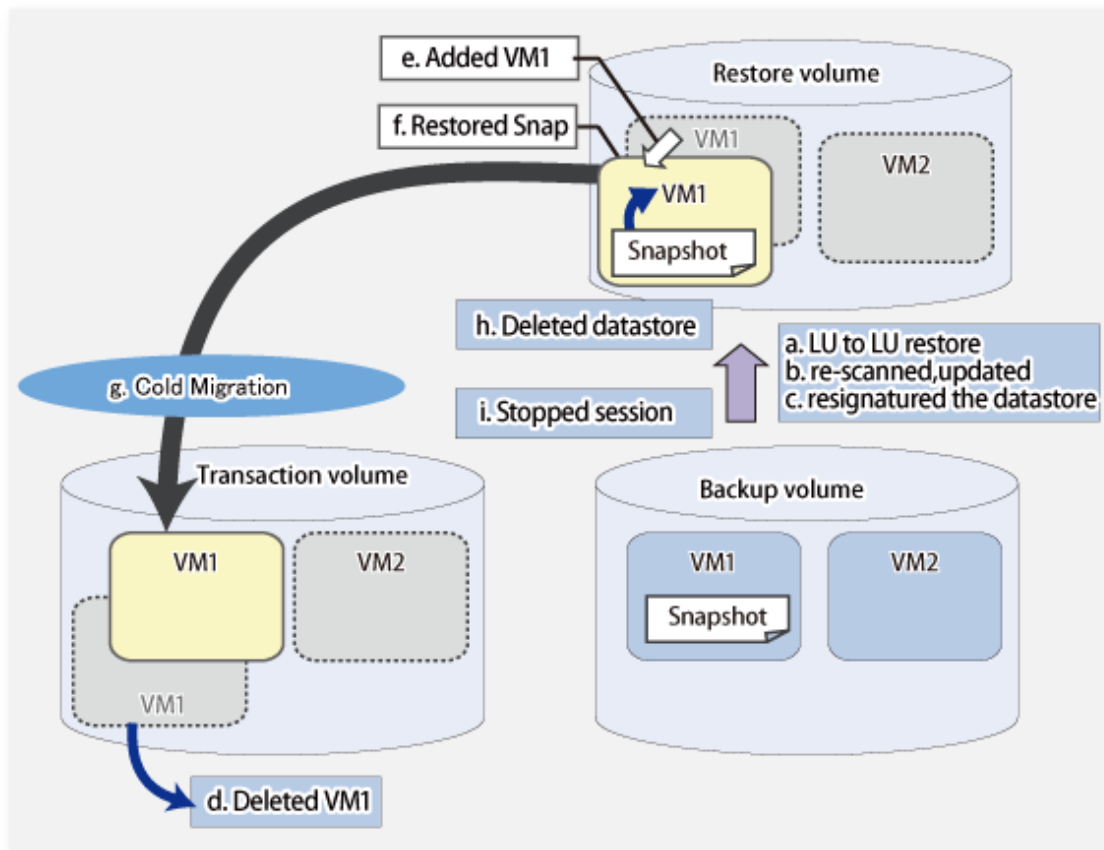 e. Added VM1
Restore volume
f. Restored Snap
VM1
VM2
VM1
Snapshot
h. Deleted datastore
a. LU to LU restore
b. re-scanned,updated
c. resignatured the datastore
g. Cold Migration
i. Stopped session
Transaction volume
Backup volume
VM1
VM2
VM1
VM1
VM2
Snapshot
d. Deleted VM1